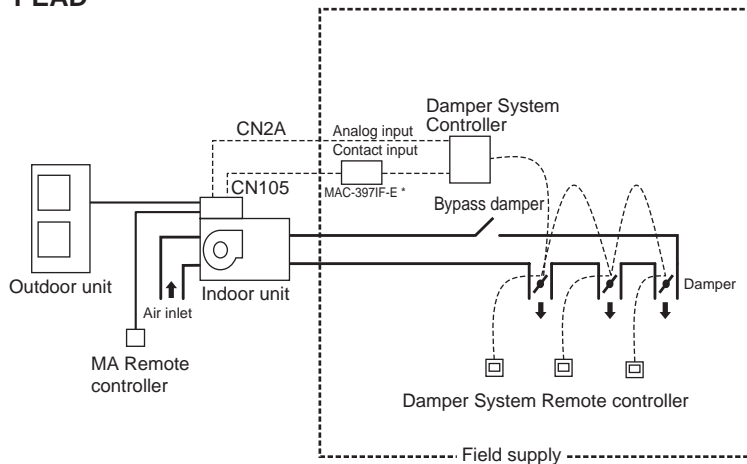 Damper System
Controller
CN2A
Analog input
Contact input
CN105
MAC-397IF-E *
Bypass damper
Outdoor unit
Indoor unit
Air inlet
Damper
MA Remote
controller
Damper System Remote controller
Field supply